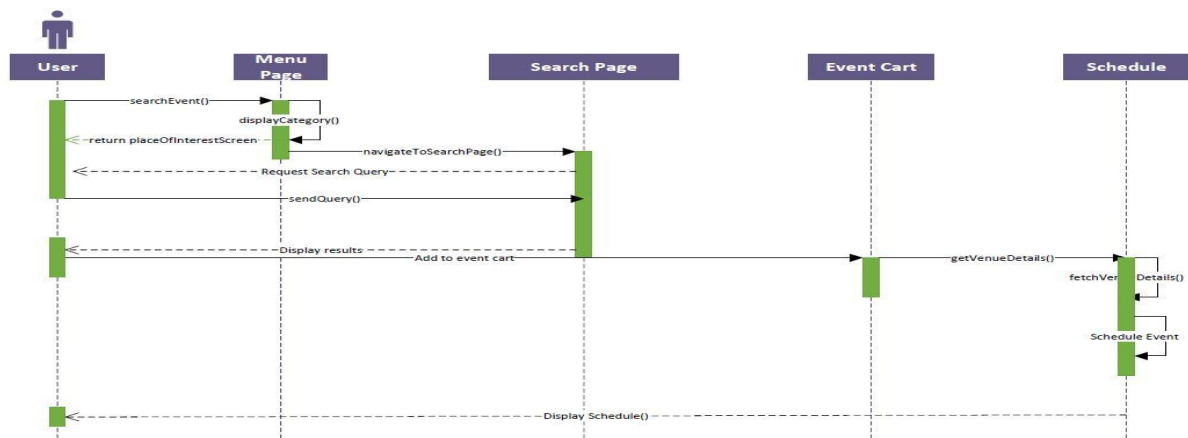 User
Menu
Page
Search Page
Event Cart
Schedule
searchEvent()
displayCategory()
return placeOfInterestScreen
navigateToSearchPage()
Request Search Query
sendQuery()
Display results
Add to event cart
getVenueDetails()
fetchVenueDetails()
Schedule Event
Display Schedule()